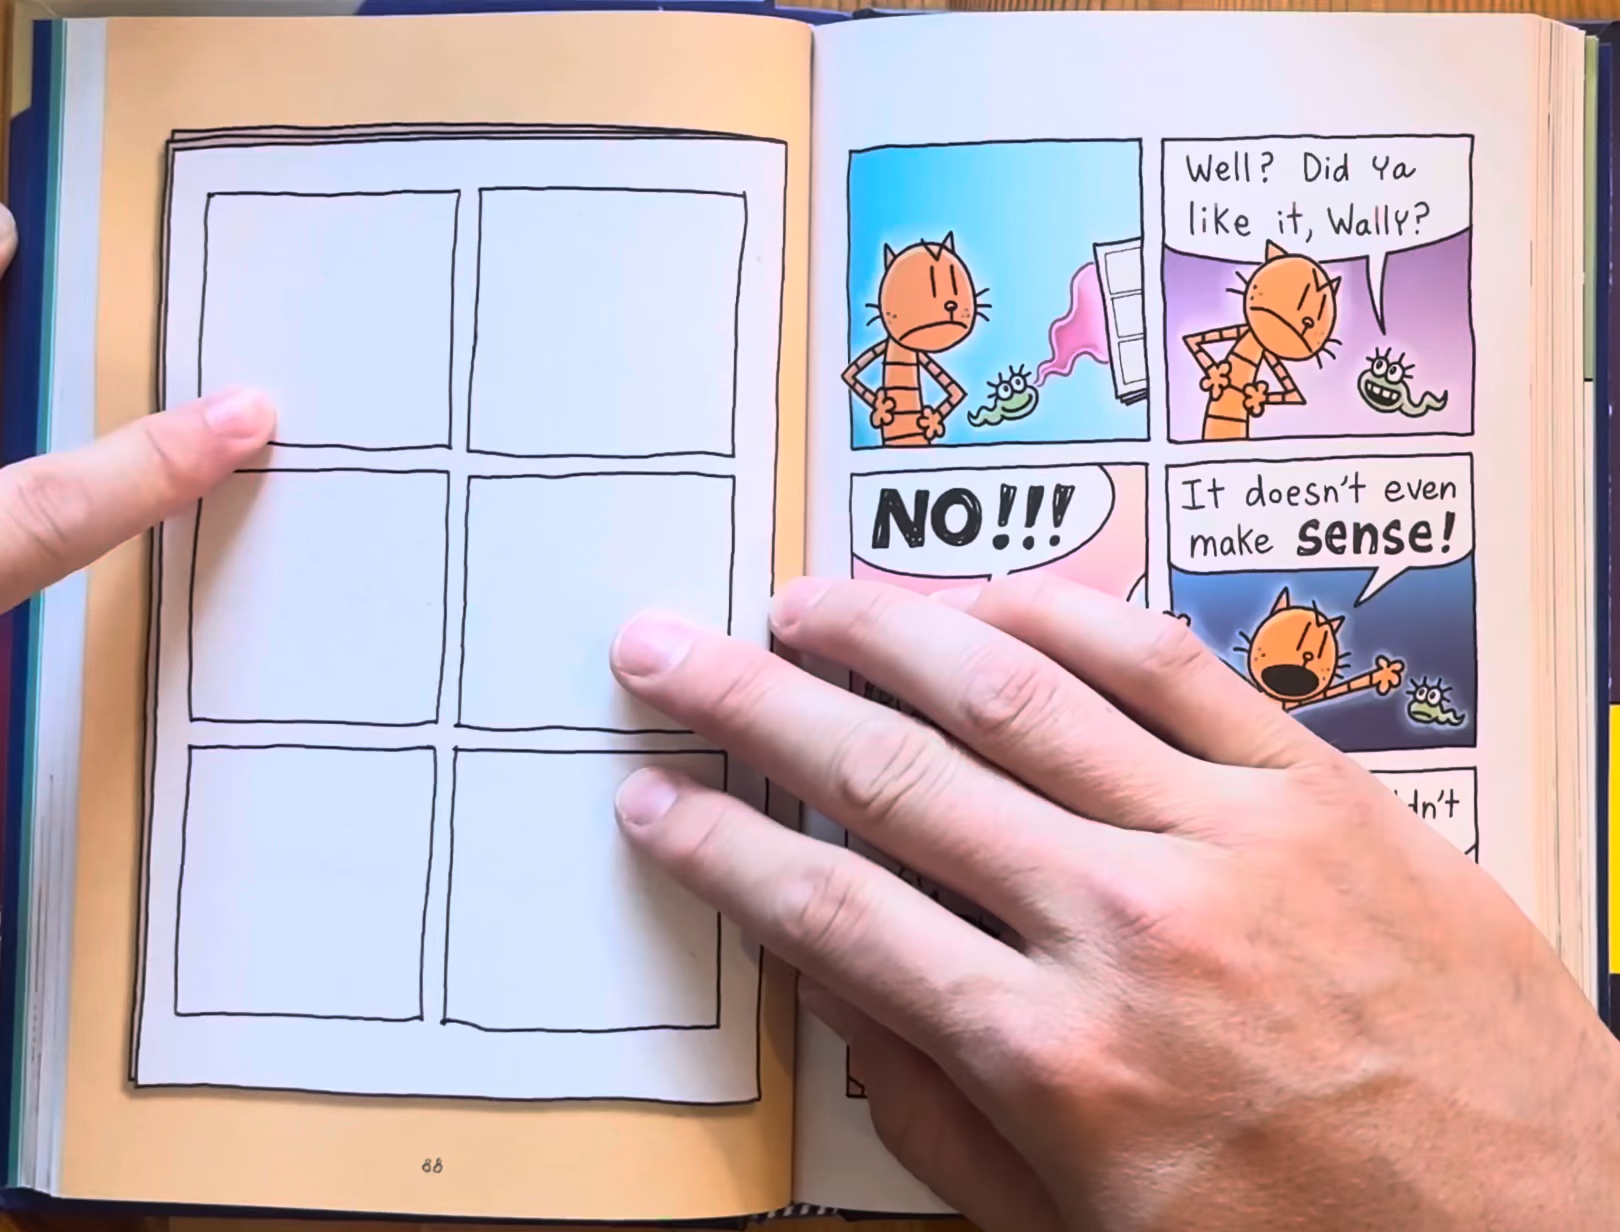 88
Well? Did ya
like it, Wally?
NO!!!
It doesn't even
make sense!